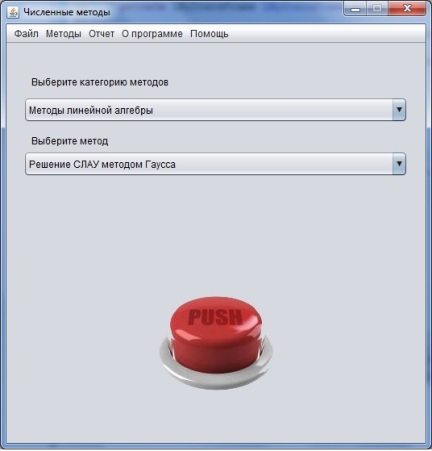 Численные методы
Файл Методы Отчет О программе Помощь
Выберите категорию методов
Методы линейной алгебры
Выберите метод
Решение СЛАУ методом Гаусса
PUSH